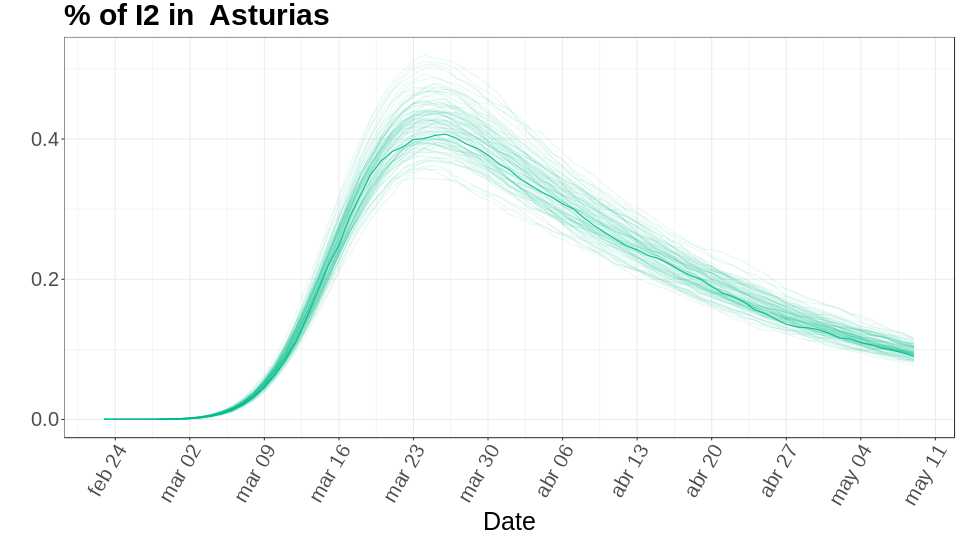 % of I2 in  Asturias
0.4
0.2
0.0
feb 24 mar 02 mar 09 mar 16 mar 23 mar 30 abr 06 abr 13 abr 20 abr 27 may 04 may 11
Date